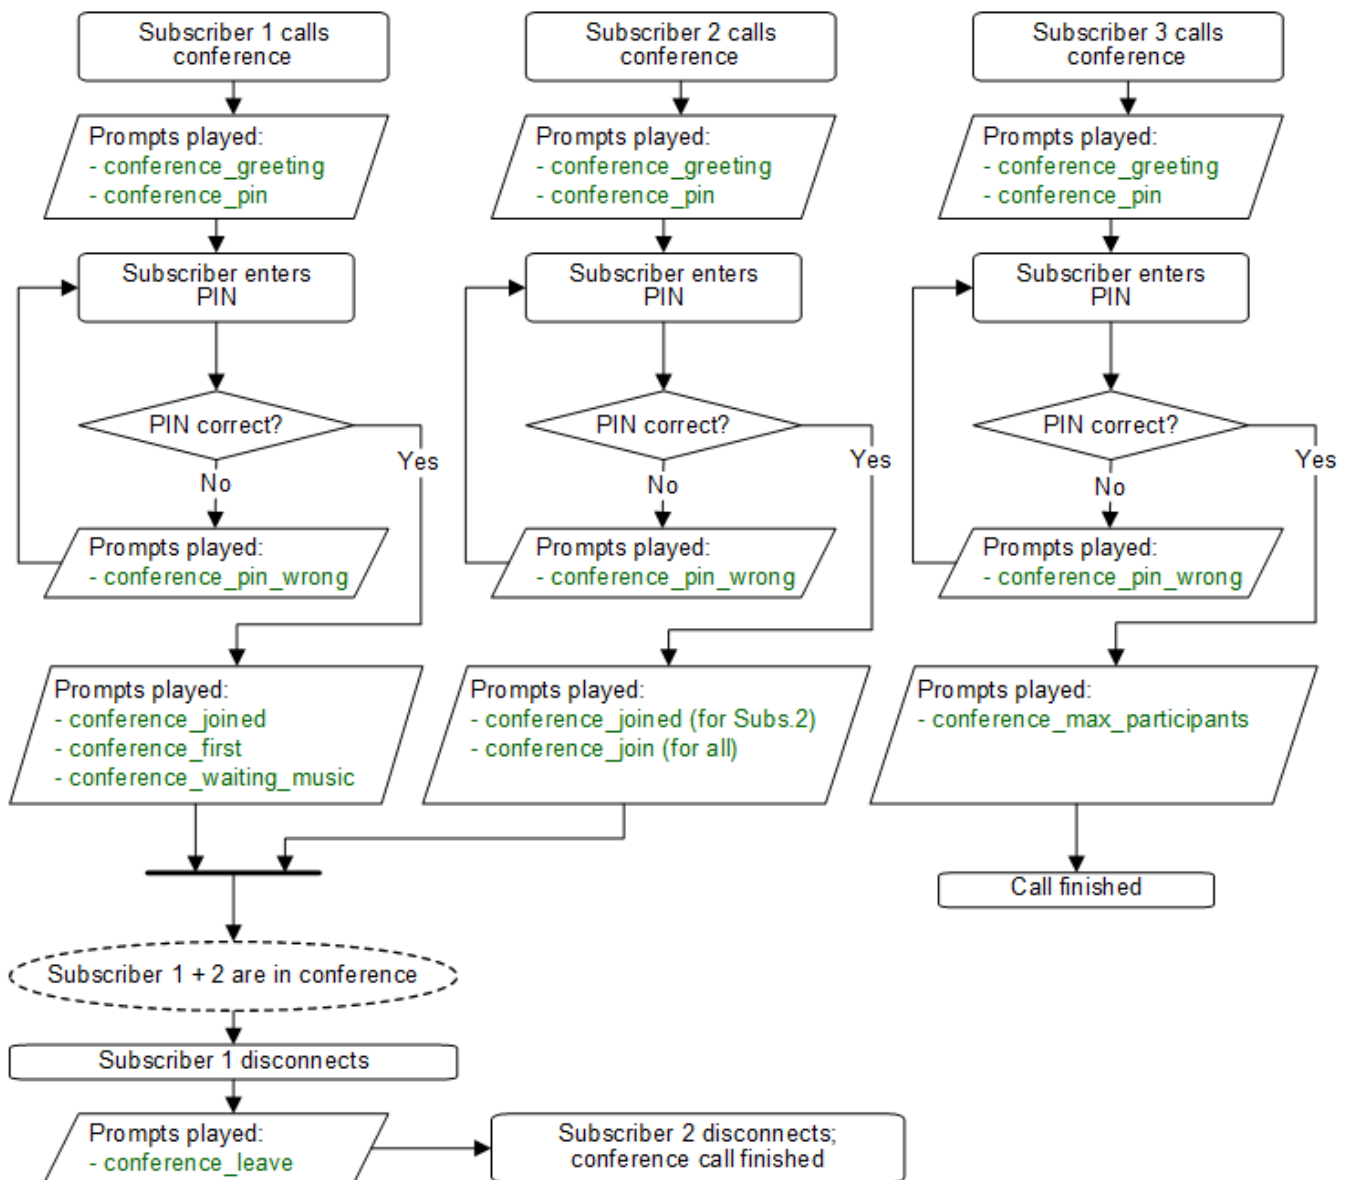 Subscriber 1 calls
conference
Prompts played:
- conference_greeting
- conference_pin
Subscriber enters
PIN
PIN correct?
Yes
No
Prompts played:
- conference_pin_wrong
Prompts played:
- conference_joined
- conference_first
- conference_waiting_music
Subscriber 2 calls
conference
Prompts played:
- conference_greeting
- conference_pin
Subscriber enters
PIN
PIN correct?
Yes
No
Prompts played:
- conference_pin_wrong
Prompts played:
- conference_joined (for Subs.2)
- conference_join (for all)
Subscriber 3 calls
conference
Prompts played:
- conference_greeting
- conference_pin
Subscriber enters
PIN
PIN correct?
Yes
No
Prompts played:
- conference_pin_wrong
Prompts played:
- conference_max_participants
Call finished
Subscriber 1 + 2 are in conference
Subscriber 1 disconnects
Prompts played:
- conference_leave
Subscriber 2 disconnects;
conference call finished